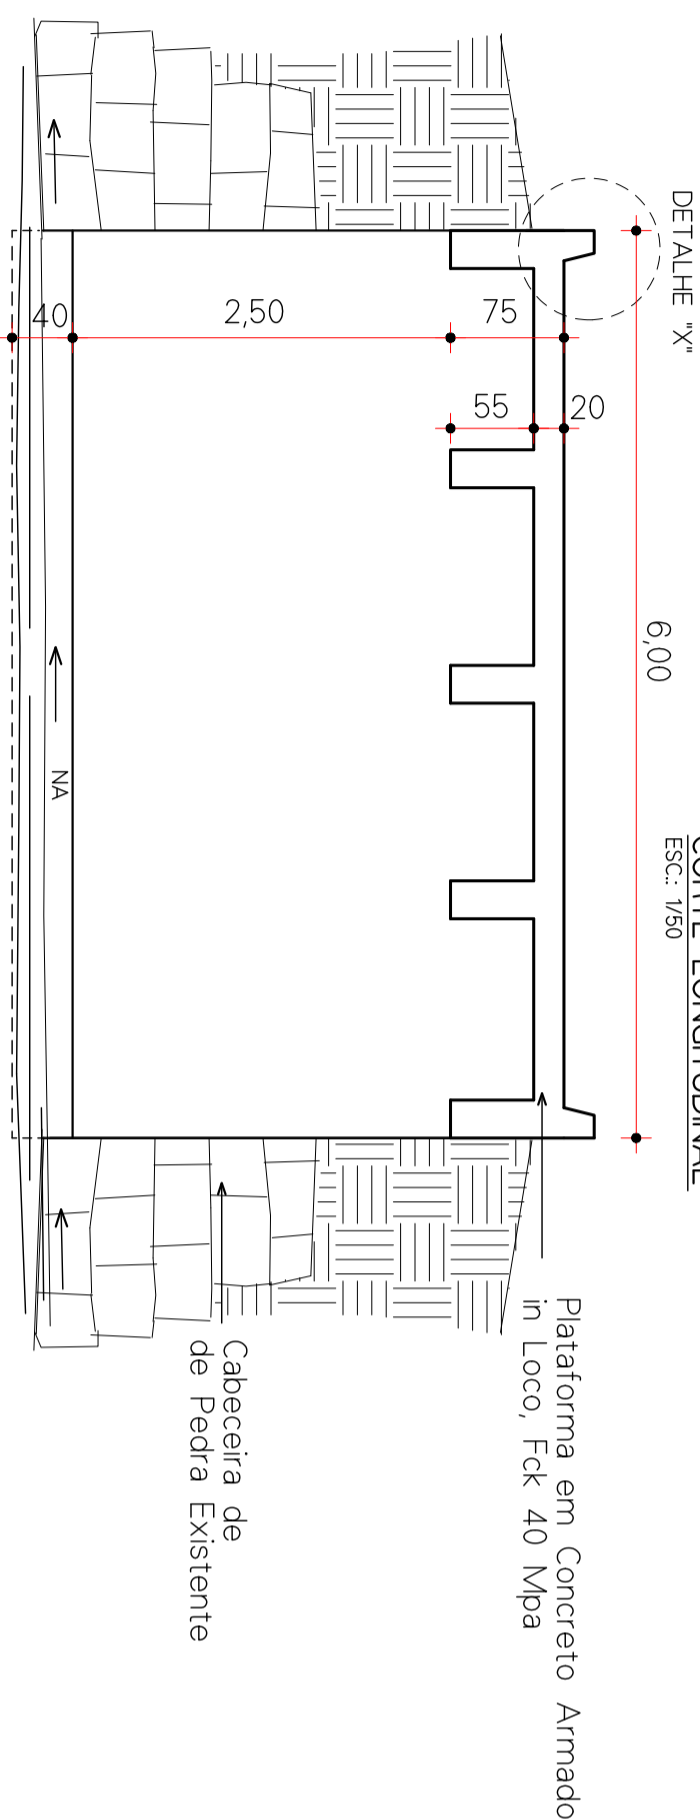 DETALHE "X"
6,00
ESC.: 1/50
75
2,50
40
20
55
NA
Plataforma em Concreto Armado
in Loco, Fck 40 Mpa
Cabeceira de
de Pedra Existente